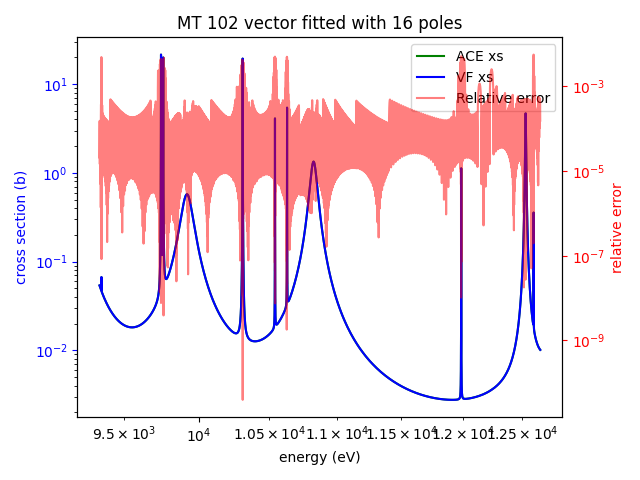 MT 102 vector fitted with 16 poles
ACE xs
VF xs
Relative error
10¹
10⁰
10⁻¹
10⁻²
cross section (b)
10⁻³
10⁻⁵
10⁻⁷
10⁻⁹
relative error
9.5 × 10³
10⁴
1.05 × 10⁴
1.1 × 10⁴
1.15 × 10⁴
1.2 × 10⁴
1.25 × 10⁴
energy (eV)